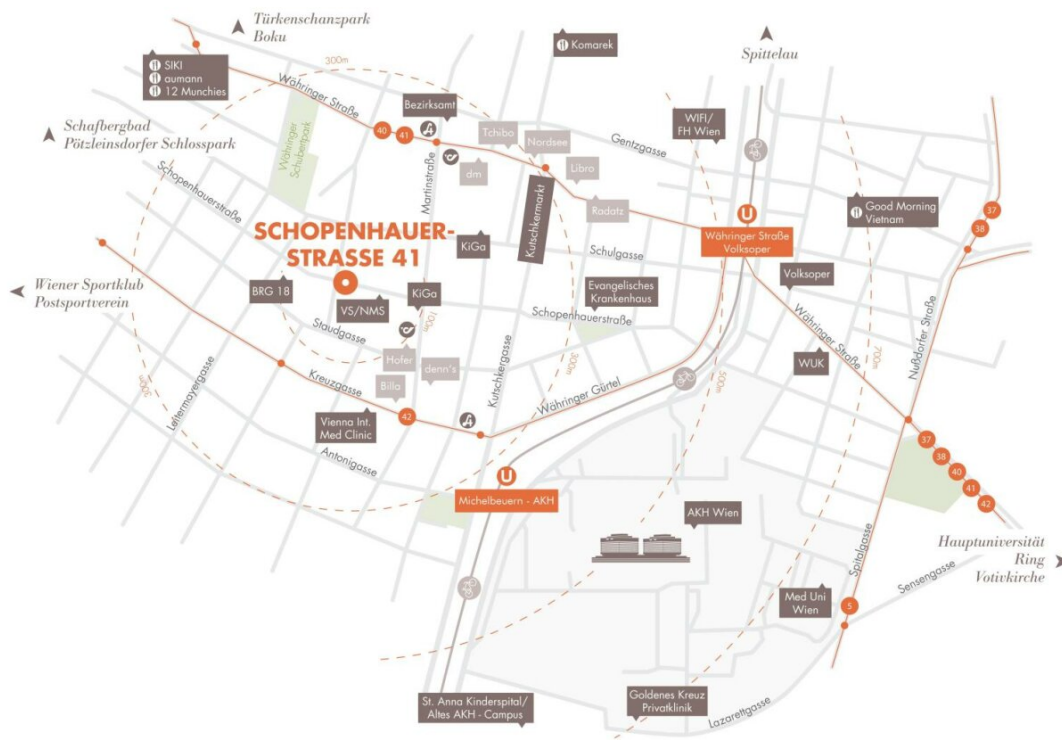 Türkenschanzpark
Boku
SIKI
aumann
12 Munchies
300m
Komarek
Spittelau
Schafbergbad
Pötzleinsdorfer Schlosspark
Währinger Straße
40
41
Bezirksamt
Tchibo
Nordsee
dm
Libro
Radatz
Gentzgasse
WIFI/
FH Wien
Währinger
Schubertpark
Schopenhauerstraße
Martinstraße
Kutschkermarkt
U
Währinger Straße
Volksoper
Good Morning
Vietnam
37
38
SCHOPENHAUER-
STRASSE 41
KiGa
Schulgasse
Wiener Sportklub
Postsportverein
BRG 18
VS/NMS
KiGa
100m
Evangelisches
Krankenhaus
Schopenhauerstraße
Volksoper
Währinger Straße
Nußdorfer Straße
Staudgasse
Hofer
denn's
Billa
Kutschkergasse
300m
Währinger Gürtel
500m
700m
WUK
Leitermayergasse
300m
Kreuzgasse
42
Vienna Int.
Med Clinic
Antonigasse
U
Michelbeuern - AKH
37
38
40
41
42
AKH Wien
Hauptuniversität
Ring
Votivkirche
Spitalgasse
Sensengasse
Med Uni
Wien
5
St. Anna Kinderspital/
Altes AKH - Campus
Goldenes Kreuz
Privatklinik
Lazarettgasse